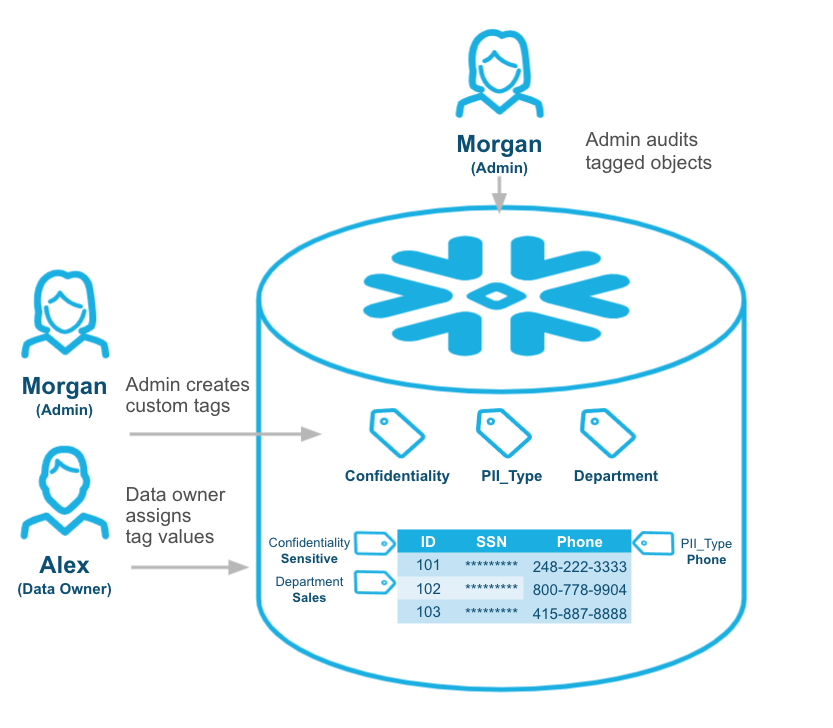 Morgan
(Admin)
Admin audits
tagged objects
Morgan
(Admin)
Admin creates
custom tags
Confidentiality
PII_Type
Department
Alex
(Data Owner)
Data owner
assigns
tag values
Confidentiality
Sensitive
Department
Sales
ID SSN Phone
101 ********* 248-222-3333
102 ********* 800-778-9904
103 ********* 415-887-8888
PII_Type
Phone